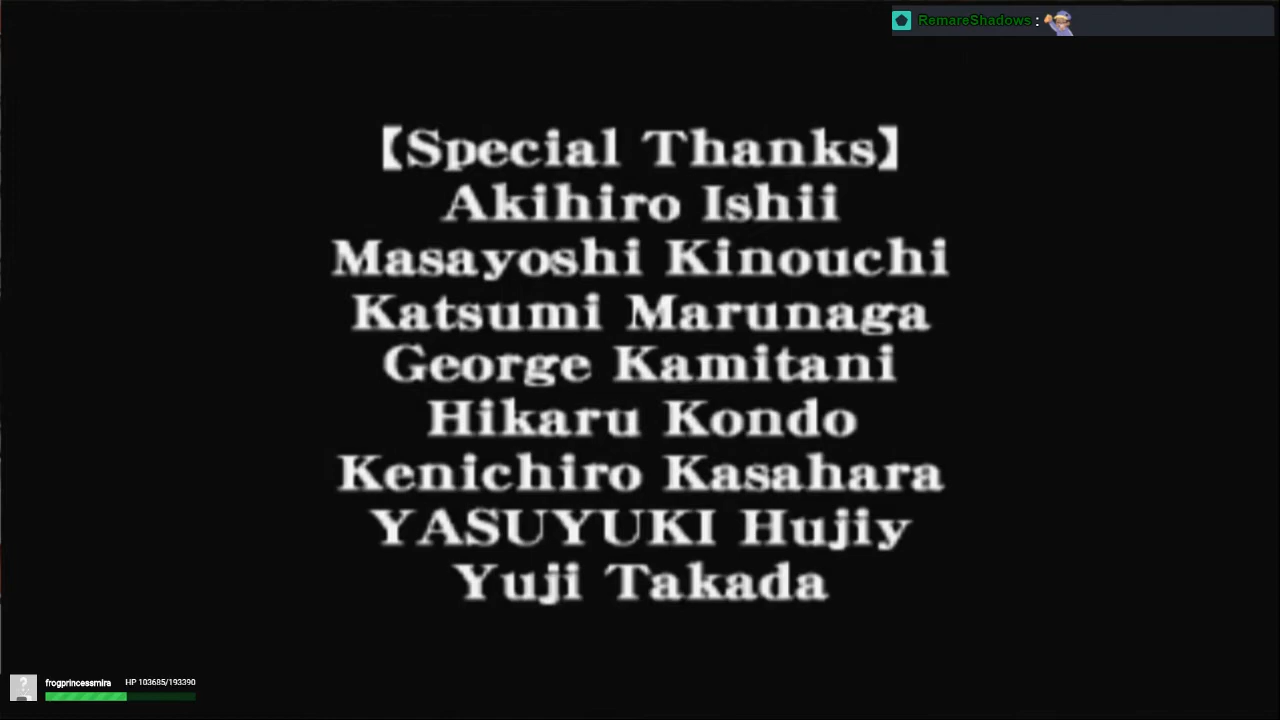 RemareShadows :
【Special Thanks】
Akihiro Ishii
Masayoshi Kinouchi
Katsumi Marunaga
George Kamitani
Hikaru Kondo
Kenichiro Kasahara
YASUYUKI Hujiy
Yuji Takada
frogprincessmira HP 103685/193390